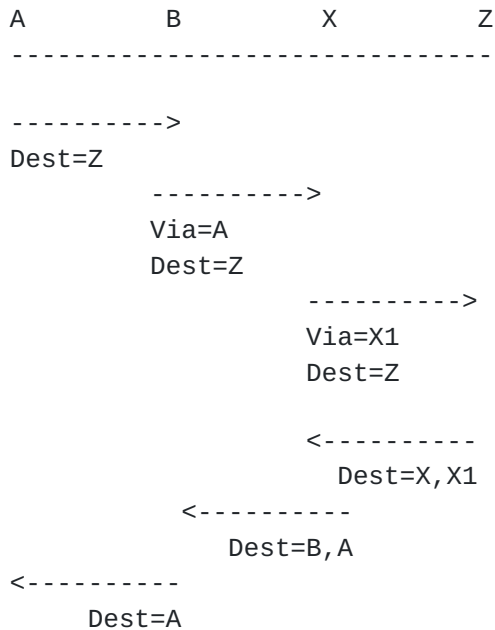 A         B         X         Z
-------------------------------
---------->
Dest=Z
---------->
Via=A
Dest=Z
---------->
Via=X1
Dest=Z
<----------
Dest=X,X1
<----------
Dest=B,A
<----------
Dest=A